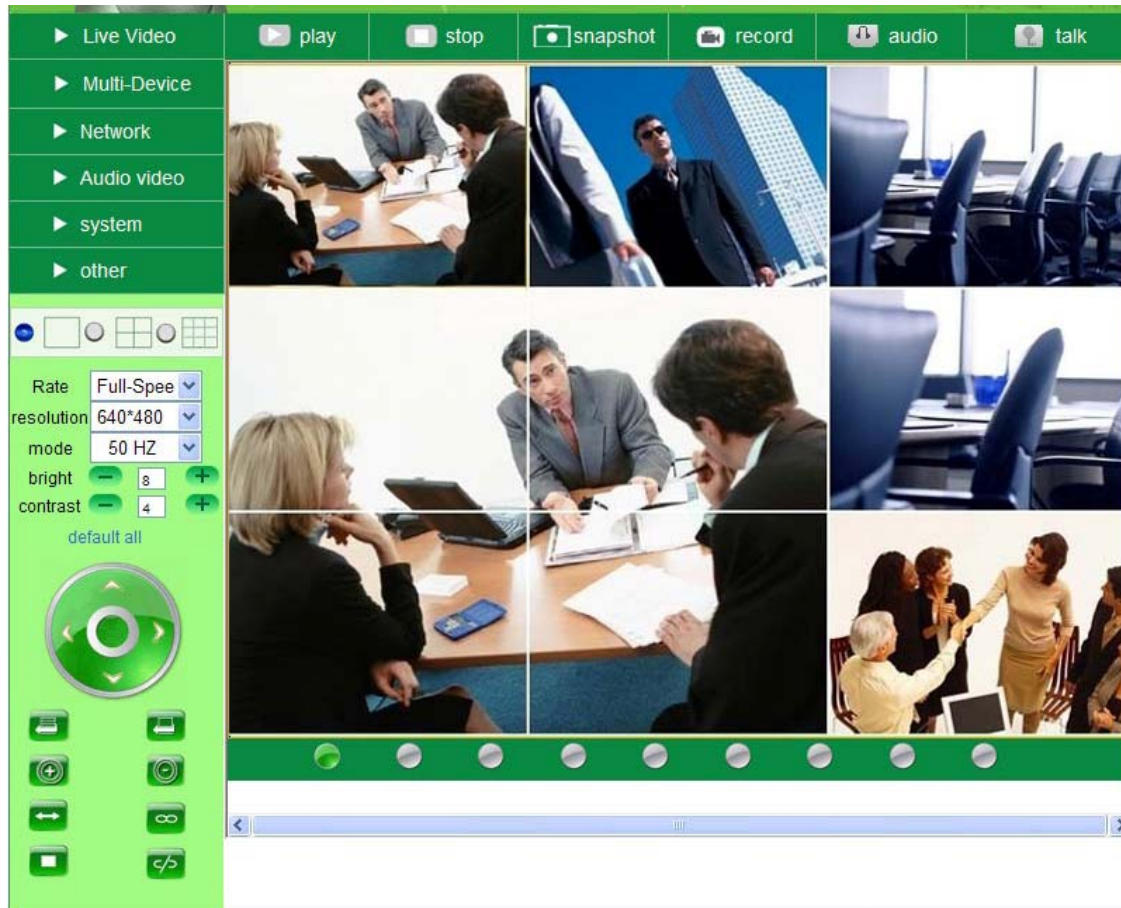 Live Video
play
stop
snapshot
record
audio
talk
Multi-Device
Network
Audio video
system
other
Rate Full-Spee
resolution 640*480
mode 50 HZ
bright 8
contrast 4
default all